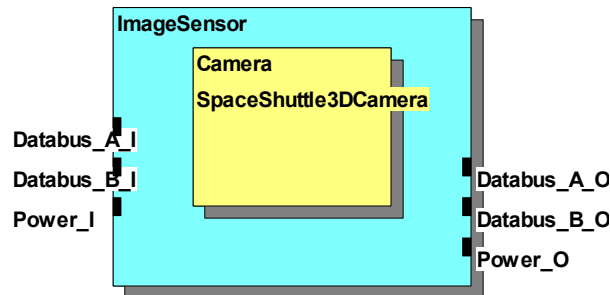 ImageSensor
Camera
SpaceShuttle3DCamera
Databus_A_I
Databus_B_I
Power_I
Databus_A_O
Databus_B_O
Power_O